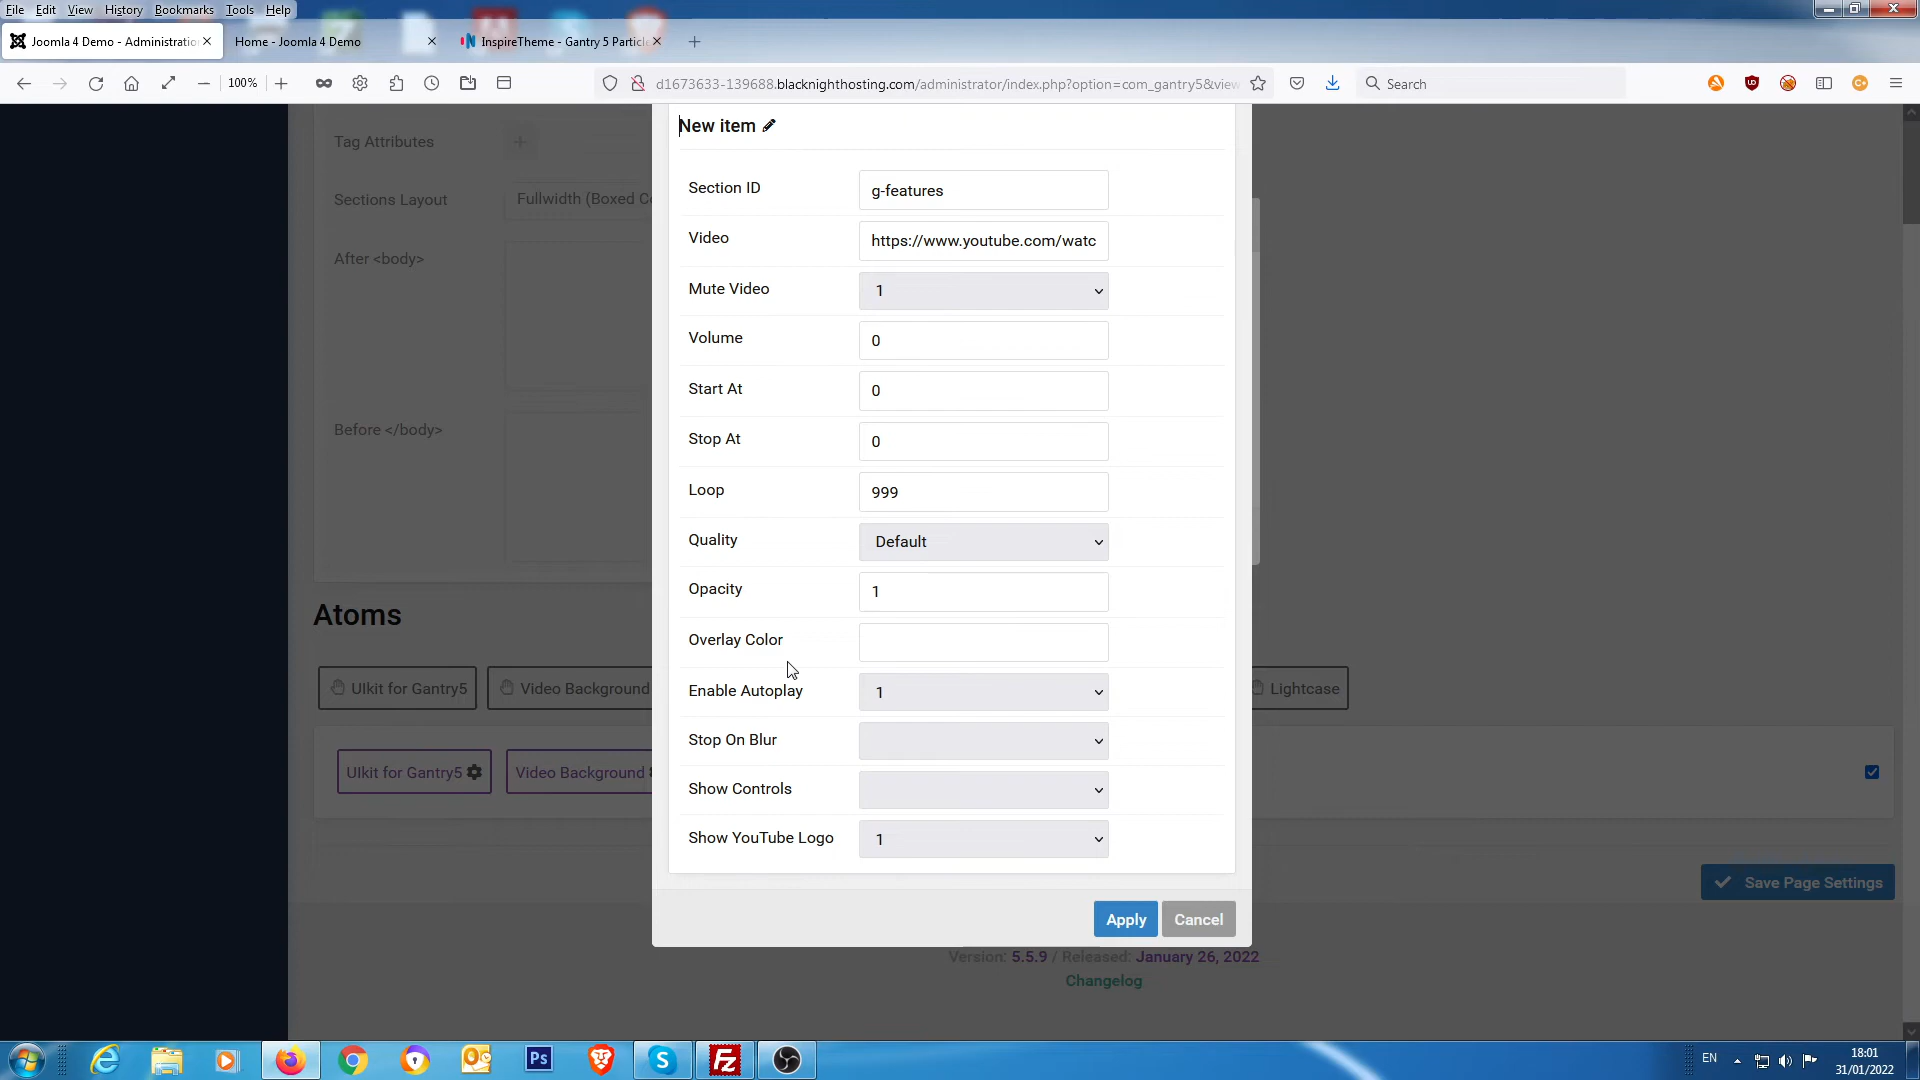 File Edit View History Bookmarks Tools Help
Joomla 4 Demo - Administratio
Home - Joomla 4 Demo
InspireTheme - Gantry 5 Particle
100%
d1673633-139688.blacknighthosting.com/administrator/index.php?option=com_gantry5&view
Search
New item
Tag Attributes
Sections Layout
Fullwidth (Boxed Co
After <body>
Before </body>
Section ID
g-features
Video
https://www.youtube.com/watc
Mute Video
1
Volume
0
Start At
0
Stop At
0
Loop
999
Quality
Default
Opacity
1
Overlay Color
Enable Autoplay
1
Stop On Blur
Show Controls
Show YouTube Logo
1
Apply
Cancel
Atoms
UIkit for Gantry5
Video Background
Lightcase
UIkit for Gantry5
Video Background
Save Page Settings
Version: 5.5.9 / Released: January 26, 2022
Changelog
Ps
EN
18:01
31/01/2022